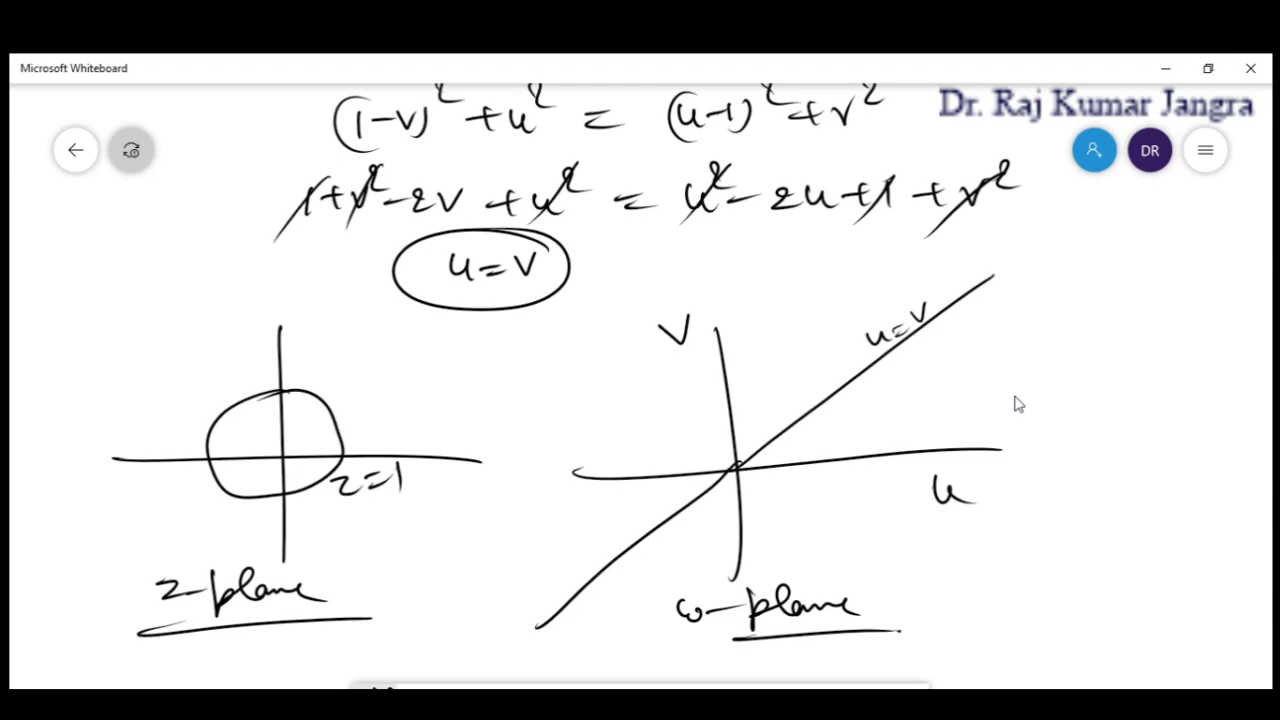 Microsoft Whiteboard
Dr. Raj Kumar Jangra
(1-v)² + u² = (u-1)² + v²
DR
1+v²-2v+u² = u²-2u+1+v²
u=v
V
u=v
z=1
u
z-plane
w-plane